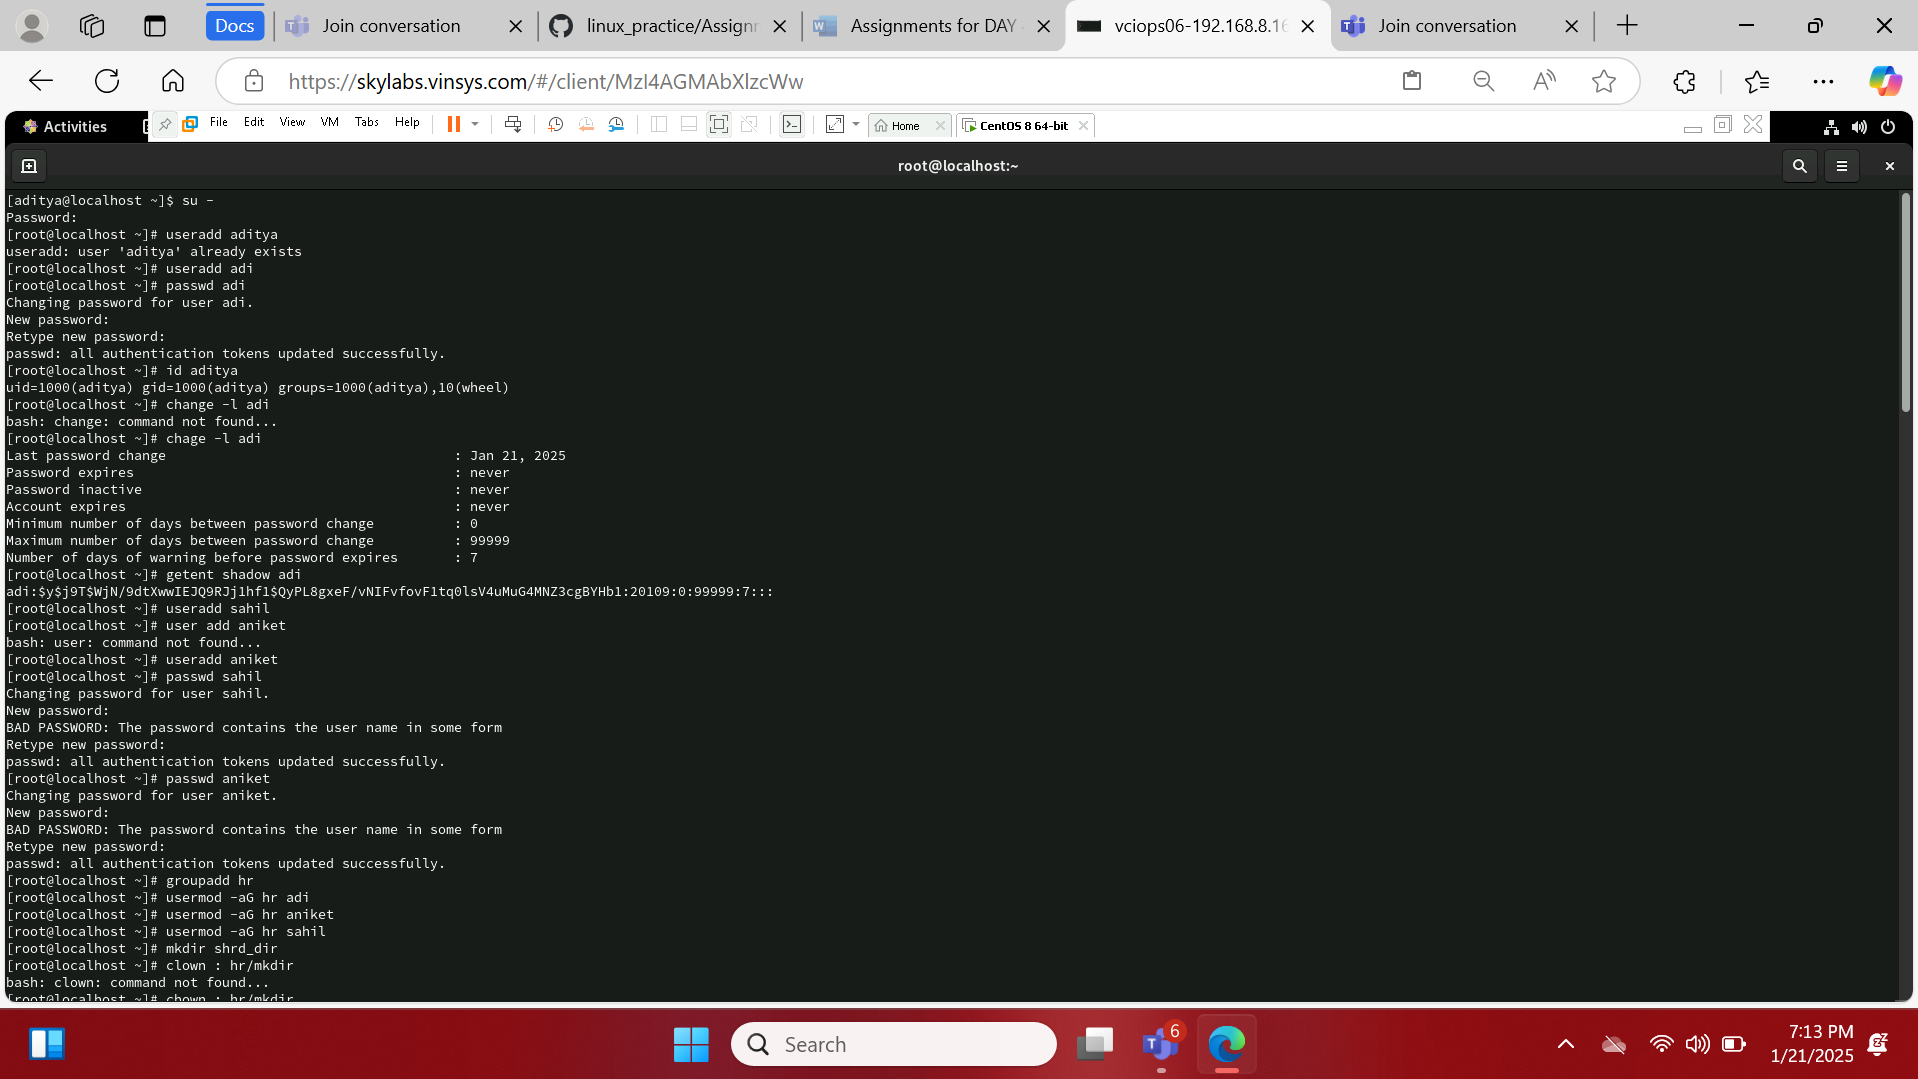 Docs
Join conversation
linux_practice/Assignm
Assignments for DAY
vciops06-192.168.8.16
Join conversation
https://skylabs.vinsys.com/#/client/MzI4AGMAbXlzcWw
Activities
File Edit View VM Tabs Help
Home
CentOS 8 64-bit
root@localhost:~
[aditya@localhost ~]$ su -
Password:
[root@localhost ~]# useradd aditya
useradd: user 'aditya' already exists
[root@localhost ~]# useradd adi
[root@localhost ~]# passwd adi
Changing password for user adi.
New password:
Retype new password:
passwd: all authentication tokens updated successfully.
[root@localhost ~]# id aditya
uid=1000(aditya) gid=1000(aditya) groups=1000(aditya),10(wheel)
[root@localhost ~]# change -l adi
bash: change: command not found...
[root@localhost ~]# chage -l adi
Last password change : Jan 21, 2025
Password expires : never
Password inactive : never
Account expires : never
Minimum number of days between password change : 0
Maximum number of days between password change : 99999
Number of days of warning before password expires : 7
[root@localhost ~]# getent shadow adi
adi:$y$j9T$WjN/9dtXwwIEJQ9RJj1hf1$QyPL8gxeF/vNIFvfovF1tq0lsV4uMuG4MNZ3cgBYHb1:20109:0:99999:7:::
[root@localhost ~]# useradd sahil
[root@localhost ~]# user add aniket
bash: user: command not found...
[root@localhost ~]# useradd aniket
[root@localhost ~]# passwd sahil
Changing password for user sahil.
New password:
BAD PASSWORD: The password contains the user name in some form
Retype new password:
passwd: all authentication tokens updated successfully.
[root@localhost ~]# passwd aniket
Changing password for user aniket.
New password:
BAD PASSWORD: The password contains the user name in some form
Retype new password:
passwd: all authentication tokens updated successfully.
[root@localhost ~]# groupadd hr
[root@localhost ~]# usermod -aG hr adi
[root@localhost ~]# usermod -aG hr aniket
[root@localhost ~]# usermod -aG hr sahil
[root@localhost ~]# mkdir shrd_dir
[root@localhost ~]# clown : hr/mkdir
bash: clown: command not found...
[root@localhost ~]# chown : hr/mkdir
Search
6
7:13 PM
1/21/2025